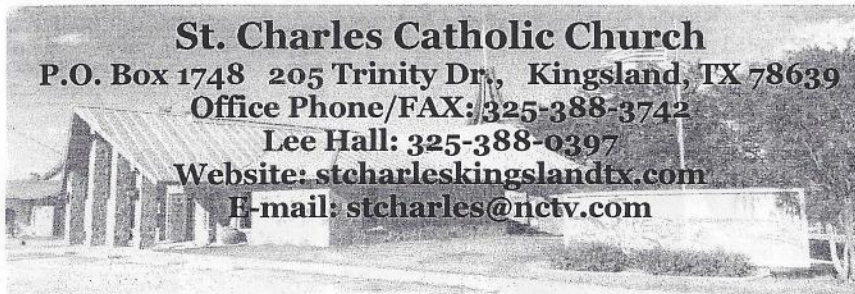 St. Charles Catholic Church
P.O. Box 1748 205 Trinity Dr., Kingsland, TX 78639
Office Phone/FAX: 325-388-3742
Lee Hall: 325-388-0397
Website: stcharleskingslandtx.com
E-mail: stcharles@nctv.com